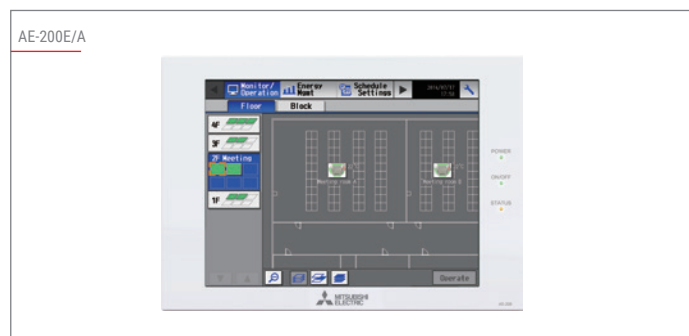 AE-200E/A
Monitor/ Operation
Energy Mgmt
Schedule Settings
Floor
Block
4F
3F
2F Meeting
1F
Meeting room A
Meeting room B
Operate
POWER
ON/OFF
STATUS
MITSUBISHI
ELECTRIC